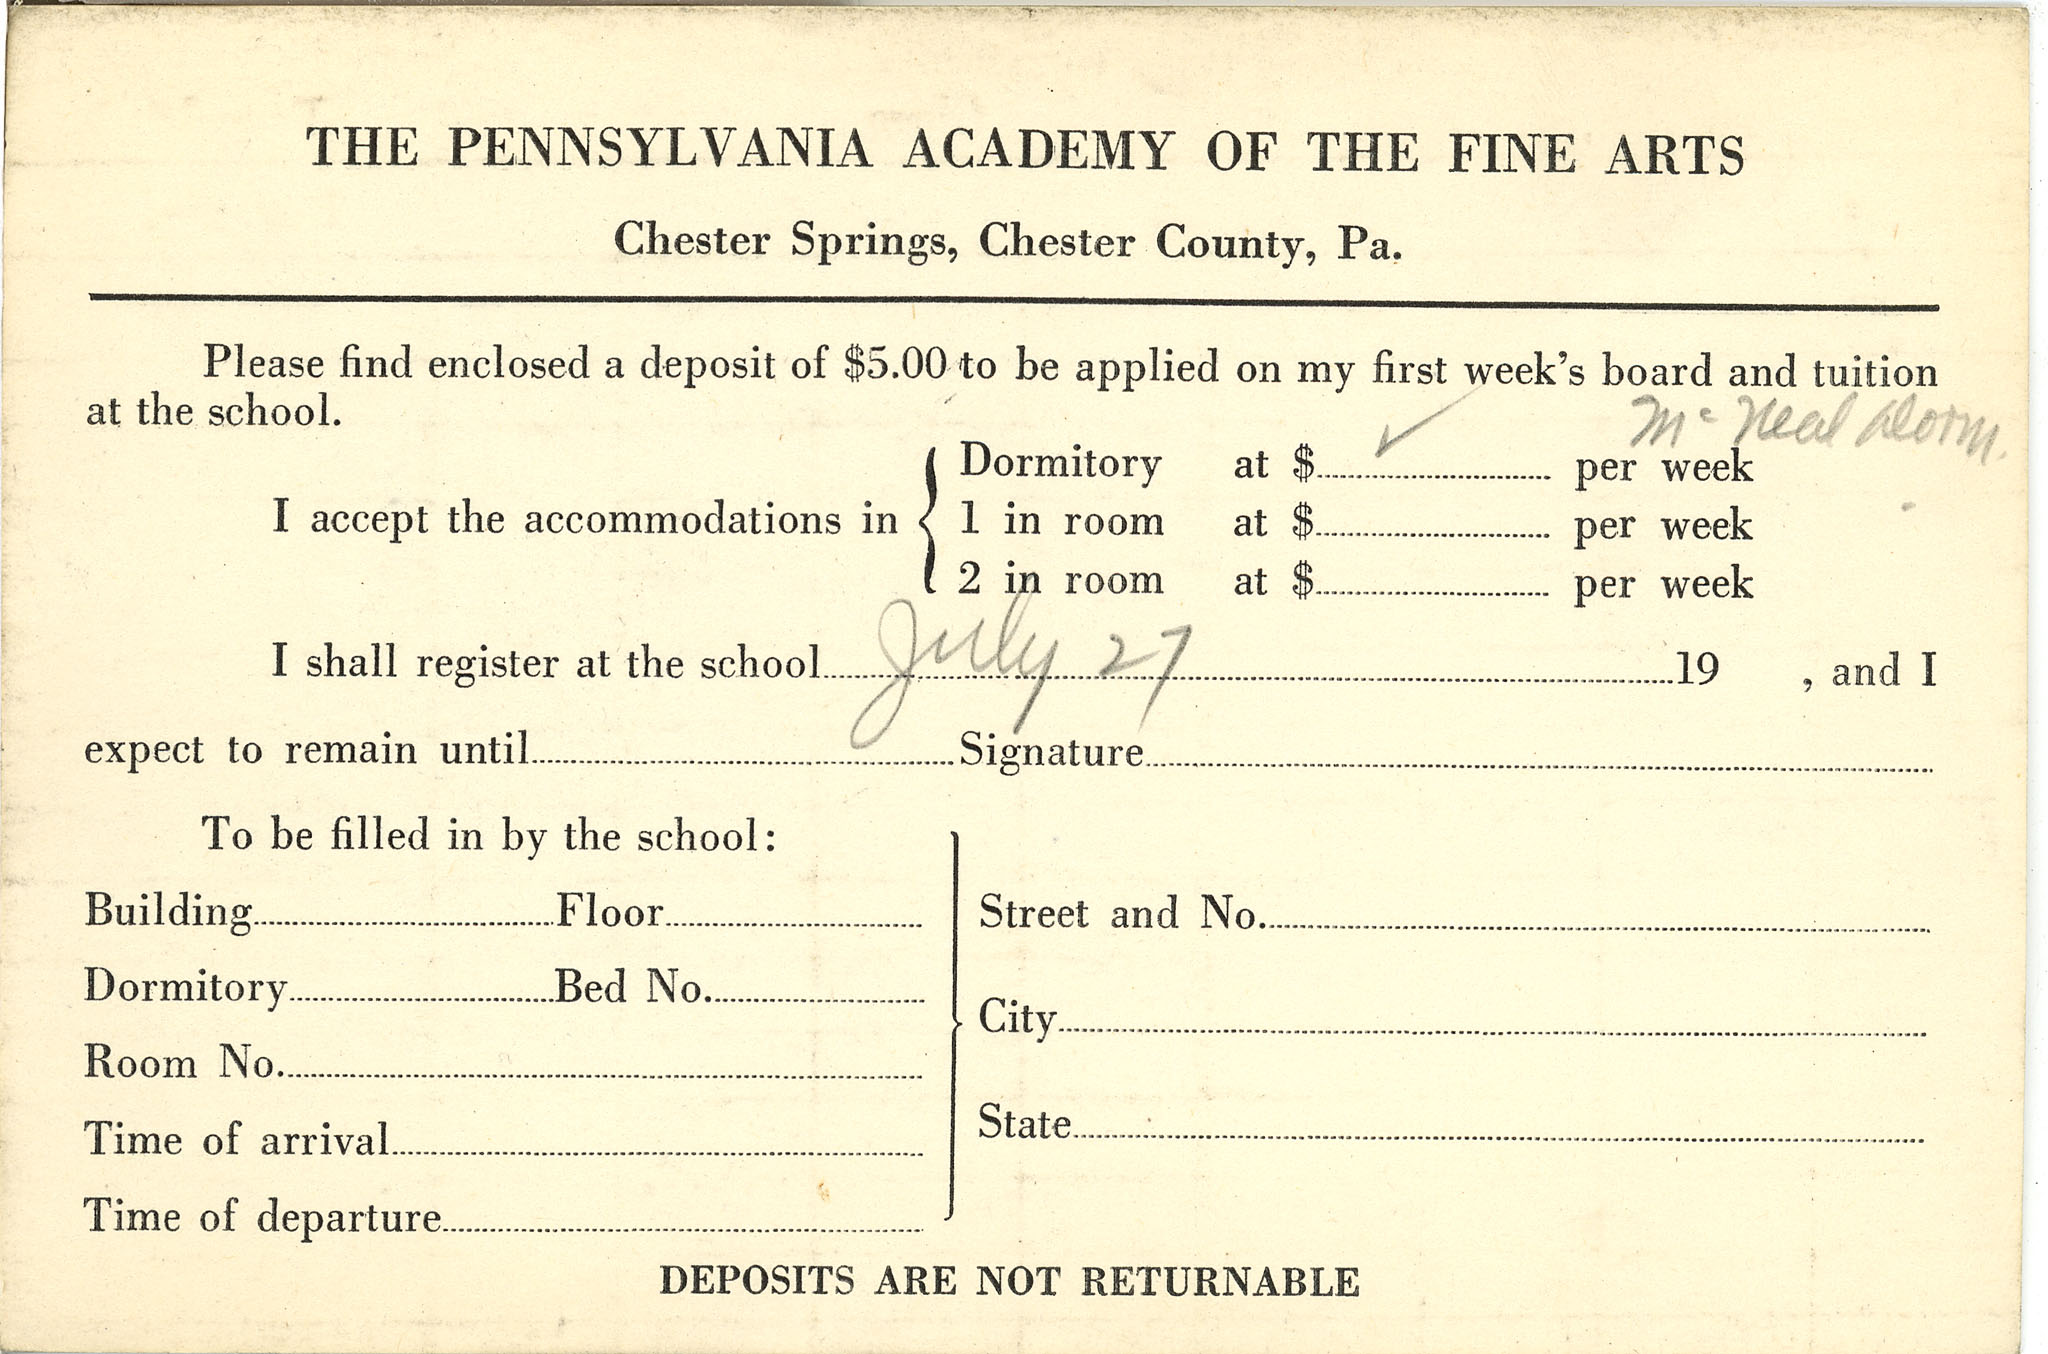 THE PENNSYLVANIA ACADEMY OF THE FINE ARTS
Chester Springs, Chester County, Pa.
Please find enclosed a deposit of $5.00 to be applied on my first week's board and tuition
at the school.
Mc Neal Dorm.
I accept the accommodations in
Dormitory at $ ✓ per week
1 in room at $ per week
2 in room at $ per week
I shall register at the school July 27 19 , and I
expect to remain until Signature
To be filled in by the school:
Building Floor
Dormitory Bed No.
Room No.
Time of arrival
Time of departure
Street and No.
City
State
DEPOSITS ARE NOT RETURNABLE